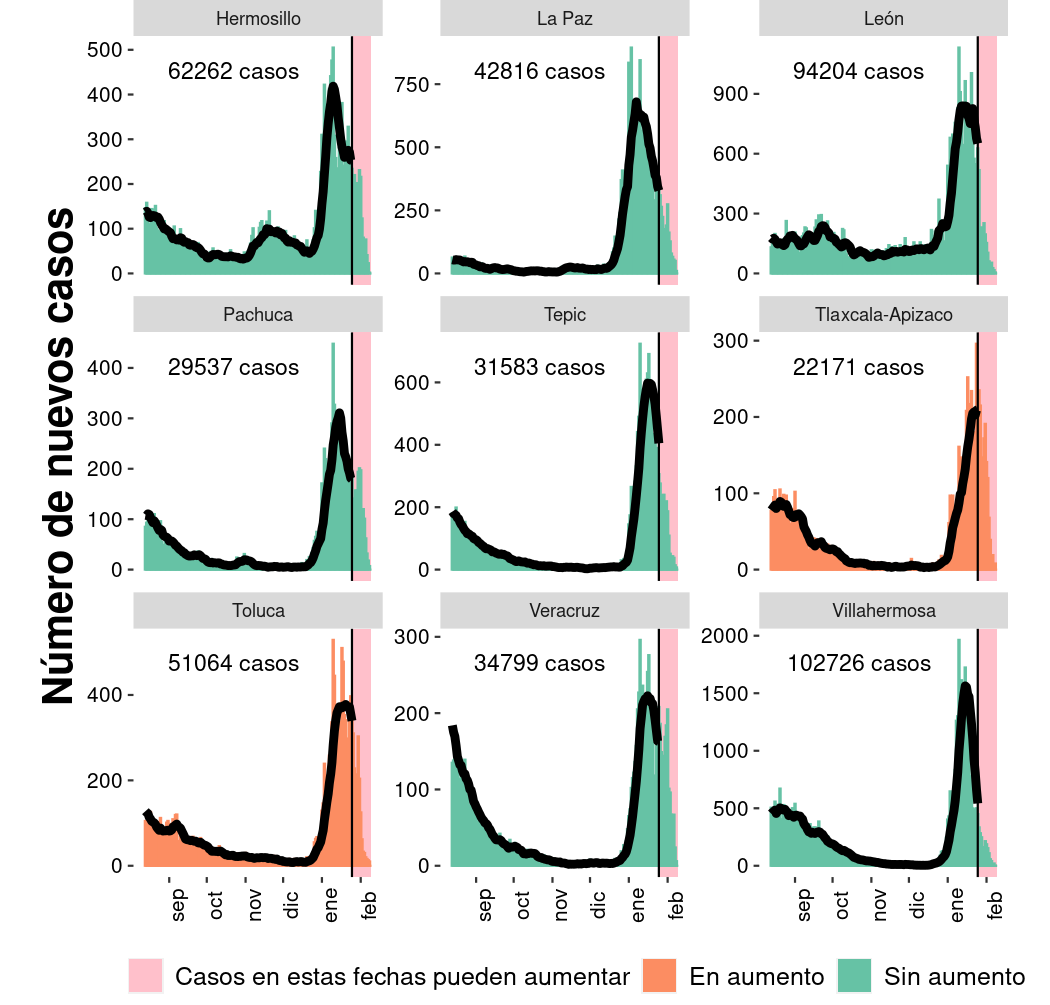 Número de nuevos casos
Hermosillo
La Paz
León
500
400
300
200
100
0
62262 casos
750
500
250
0
42816 casos
900
600
300
0
94204 casos
Pachuca
Tepic
Tlaxcala-Apizaco
400
300
200
100
0
29537 casos
600
400
200
0
31583 casos
300
200
100
0
22171 casos
Toluca
Veracruz
Villahermosa
400
200
0
51064 casos
300
200
100
0
34799 casos
2000
1500
1000
500
0
102726 casos
sep oct nov dic ene feb
sep oct nov dic ene feb
sep oct nov dic ene feb
Casos en estas fechas pueden aumentar En aumento Sin aumento